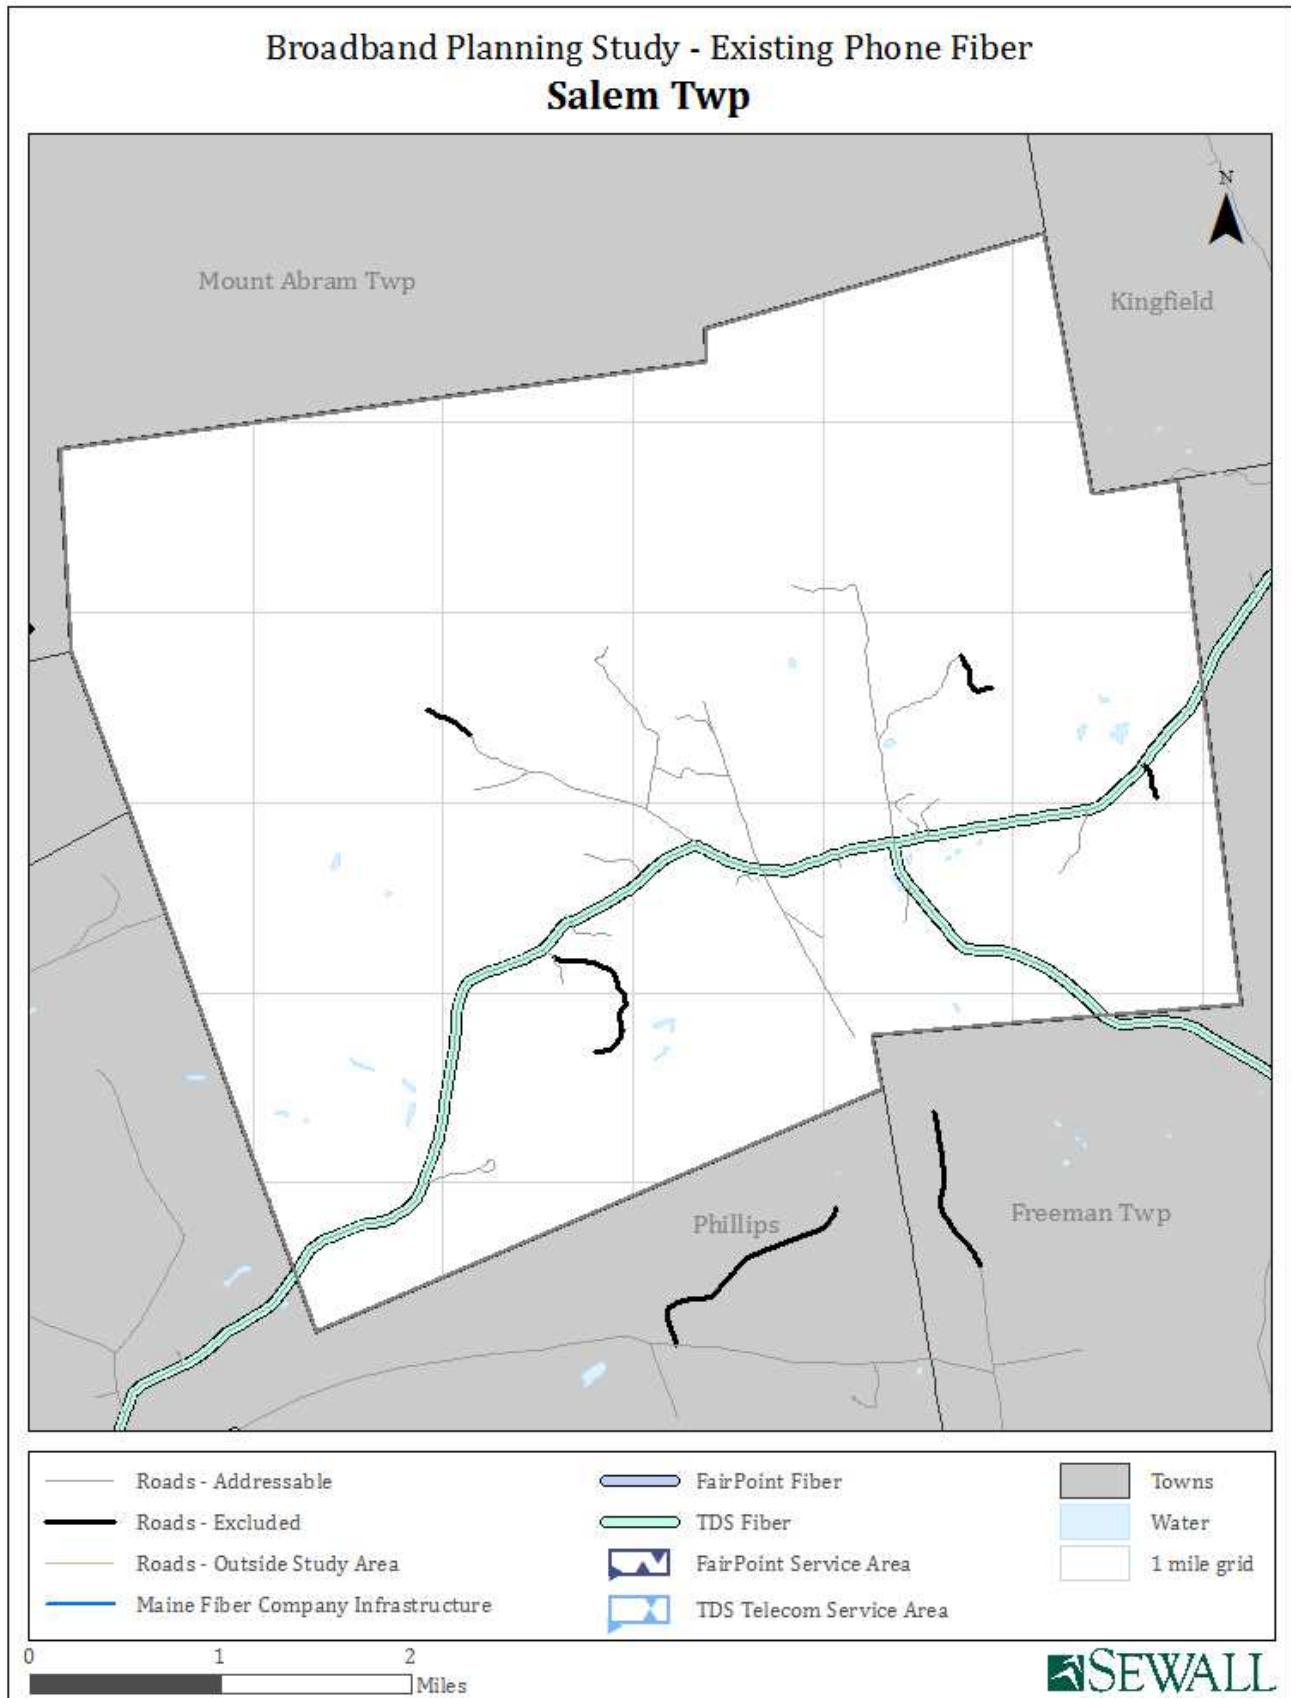 Broadband Planning Study - Existing Phone Fiber
Salem Twp
N
Mount Abram Twp
Kingfield
Phillips
Freeman Twp
Roads - Addressable
Roads - Excluded
Roads - Outside Study Area
Maine Fiber Company Infrastructure
FairPoint Fiber
TDS Fiber
FairPoint Service Area
TDS Telecom Service Area
Towns
Water
1 mile grid
0 1 2
Miles
SEWALL